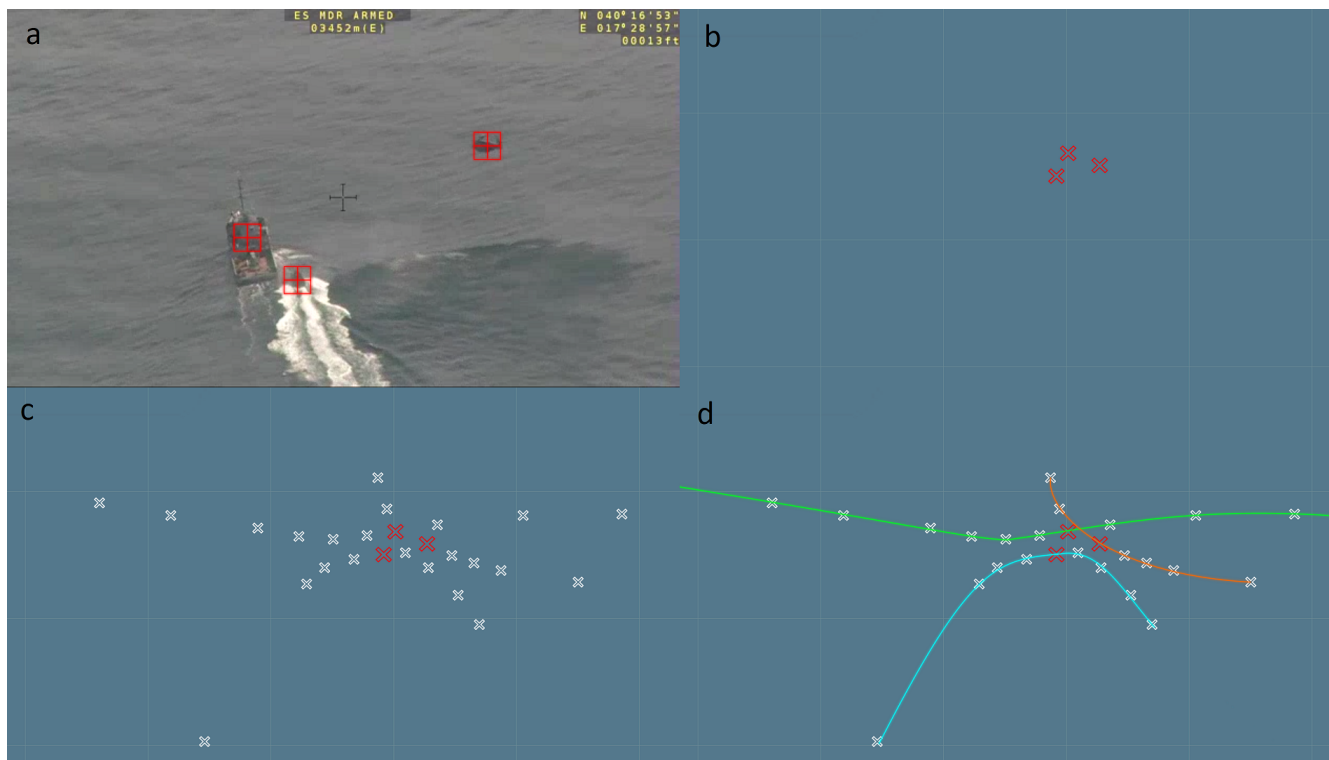 a
ES MDR ARMED
03452m(E)
N 040°16'53"
E 017°28'57"
00013ft
b
c
d